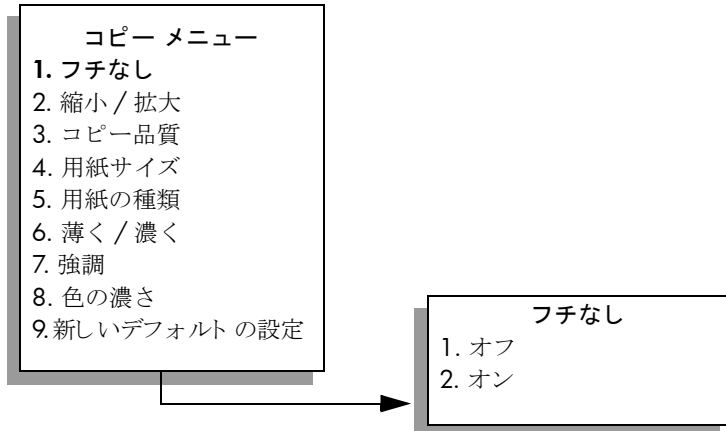 コピー メニュー
1. フチなし
2. 縮小 / 拡大
3. コピー品質
4. 用紙サイズ
5. 用紙の種類
6. 薄く / 濃く
7. 強調
8. 色の濃さ
9. 新しいデフォルト の設定
フチなし
1. オフ
2. オン